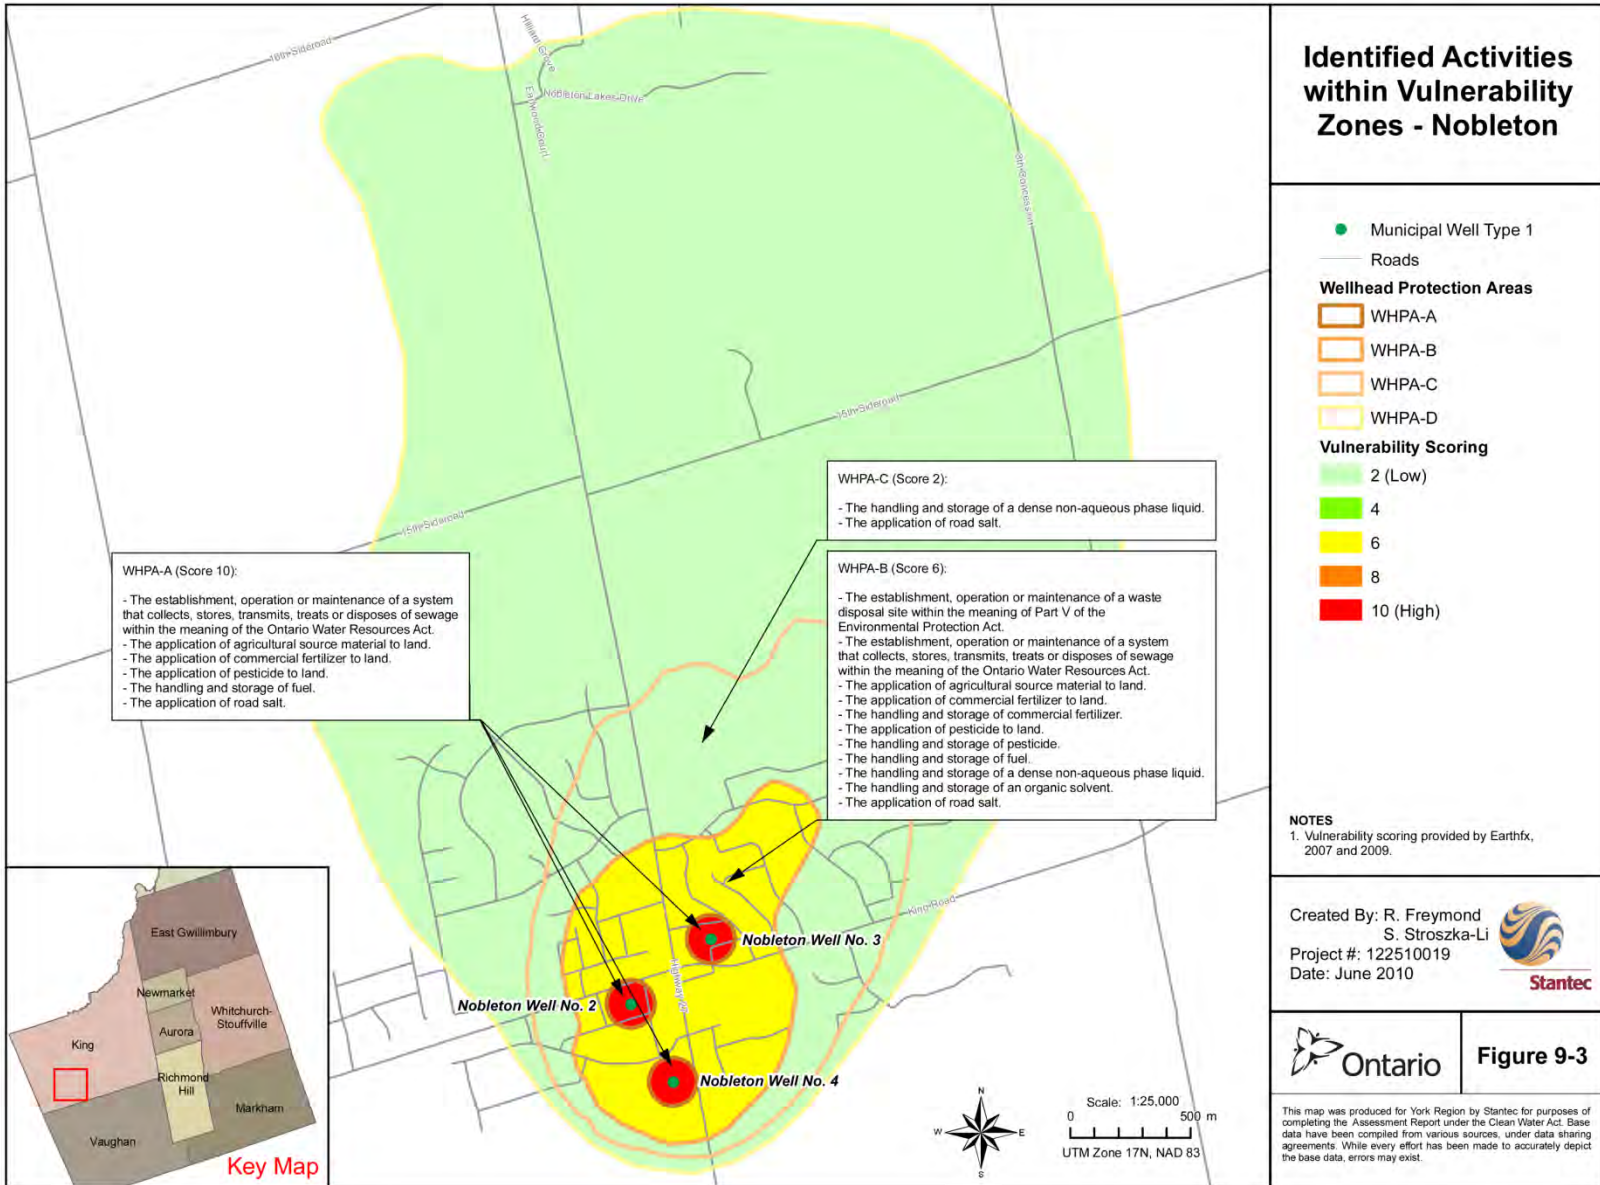 Identified Activities
within Vulnerability
Zones - Nobleton
Municipal Well Type 1
Roads
Wellhead Protection Areas
WHPA-A
WHPA-B
WHPA-C
WHPA-D
Vulnerability Scoring
2 (Low)
4
6
8
10 (High)
NOTES
1. Vulnerability scoring provided by Earthfx,
2007 and 2009.
Created By: R. Freymond
S. Stroszka-Li
Project #: 122510019
Date: June 2010
Stantec
Ontario
Figure 9-3
This map was produced for York Region by Stantec for purposes of
completing the Assessment Report under the Clean Water Act. Base
data have been compiled from various sources, under data sharing
agreements. While every effort has been made to accurately depict
the base data, errors may exist.
16th Sideroad
Hilliard Grove
Nobleton Lakes Drive
Court
8th Concession
15th Sideroad
15th Sideroad
WHPA-C (Score 2):
- The handling and storage of a dense non-aqueous phase liquid.
- The application of road salt.
WHPA-A (Score 10):
- The establishment, operation or maintenance of a system
that collects, stores, transmits, treats or disposes of sewage
within the meaning of the Ontario Water Resources Act.
- The application of agricultural source material to land.
- The application of commercial fertilizer to land.
- The application of pesticide to land.
- The handling and storage of fuel.
- The application of road salt.
WHPA-B (Score 6):
- The establishment, operation or maintenance of a waste
disposal site within the meaning of Part V of the
Environmental Protection Act.
- The establishment, operation or maintenance of a system
that collects, stores, transmits, treats or disposes of sewage
within the meaning of the Ontario Water Resources Act.
- The application of agricultural source material to land.
- The application of commercial fertilizer to land.
- The handling and storage of commercial fertilizer.
- The application of pesticide to land.
- The handling and storage of pesticide.
- The handling and storage of fuel.
- The handling and storage of a dense non-aqueous phase liquid.
- The handling and storage of an organic solvent.
- The application of road salt.
King Road
Nobleton Well No. 3
Highway
Nobleton Well No. 2
Nobleton Well No. 4
East Gwillimbury
Newmarket
Whitchurch-
Stouffville
Aurora
King
Richmond
Hill
Markham
Vaughan
Key Map
N
W
E
S
Scale: 1:25,000
0 500 m
UTM Zone 17N, NAD 83